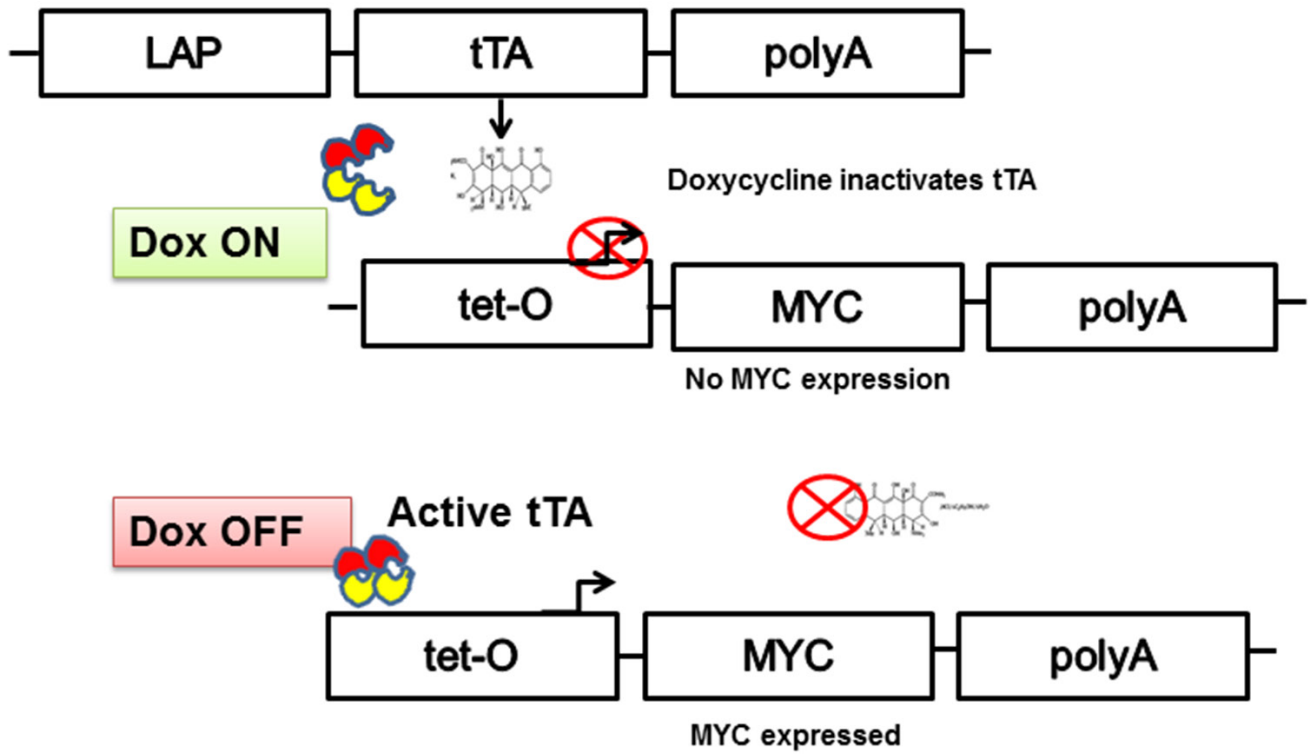 LAP tTA polyA
Doxycycline inactivates tTA
Dox ON
tet-O MYC polyA
No MYC expression
Active tTA
Dox OFF
tet-O MYC polyA
MYC expressed